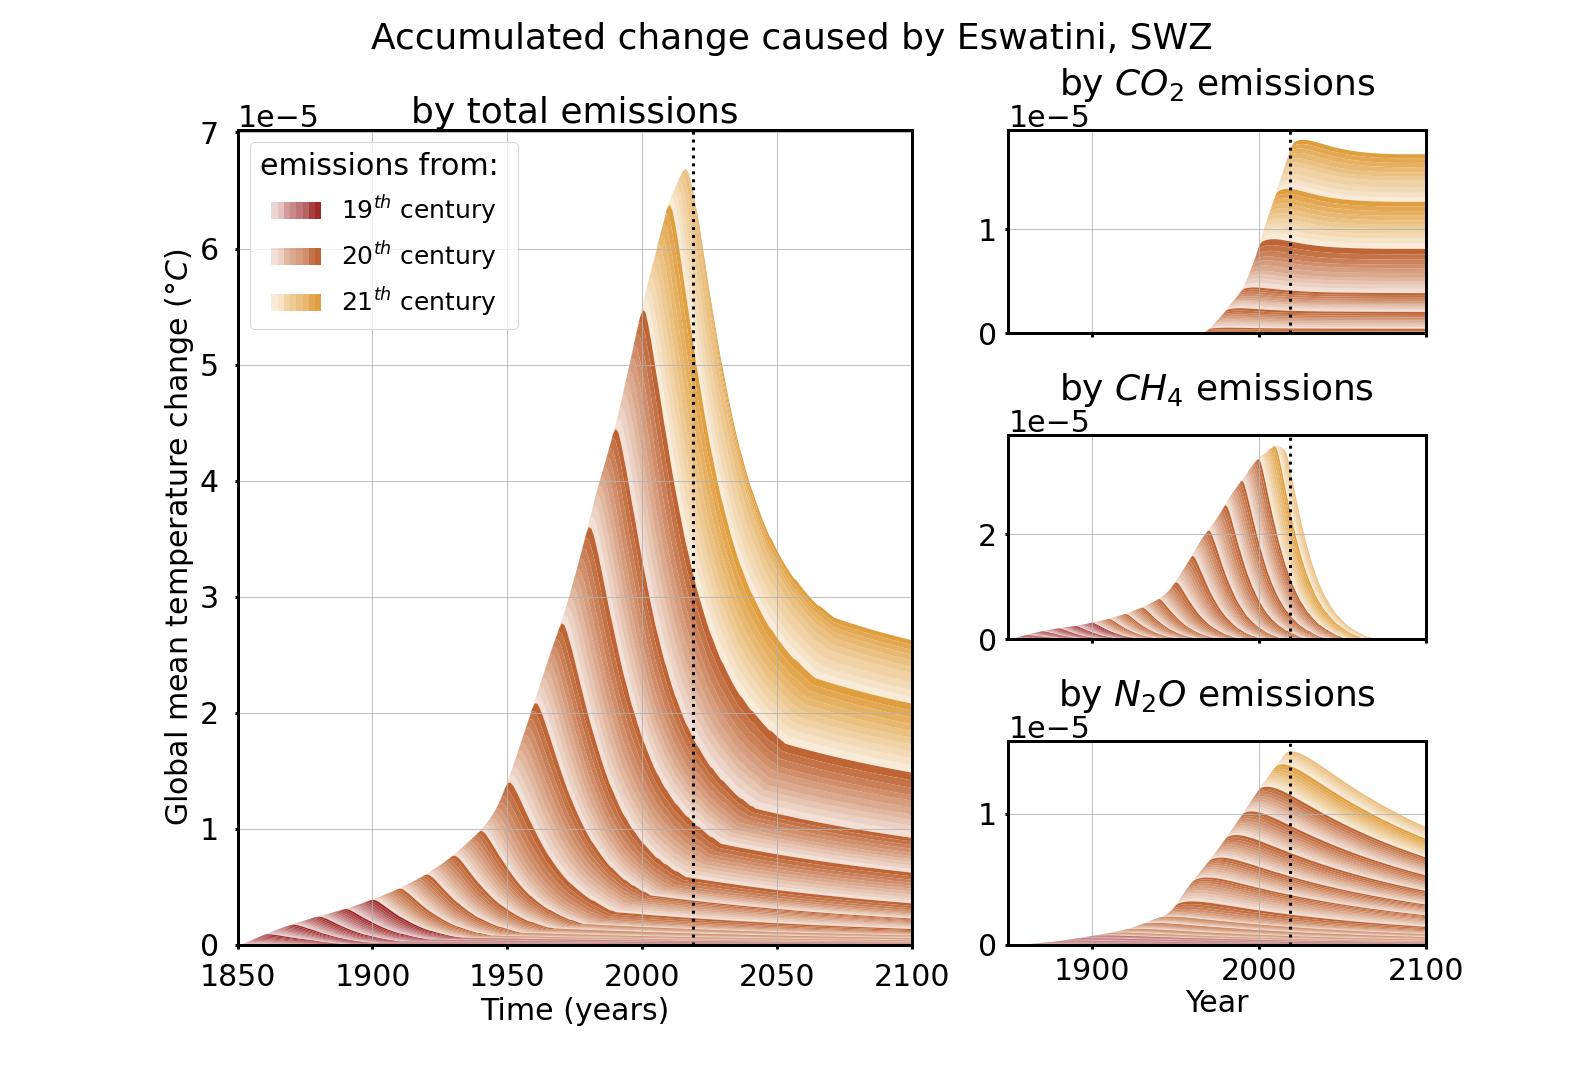 Accumulated change caused by Eswatini, SWZ
by total emissions
1e−5
7
6
5
4
3
2
1
0
Global mean temperature change (°C)
emissions from:
19th century
20th century
21th century
1850 1900 1950 2000 2050 2100
Time (years)
by CO2 emissions
1e−5
1
0
by CH4 emissions
1e−5
2
0
by N2O emissions
1e−5
1
0
1900 2000 2100
Year